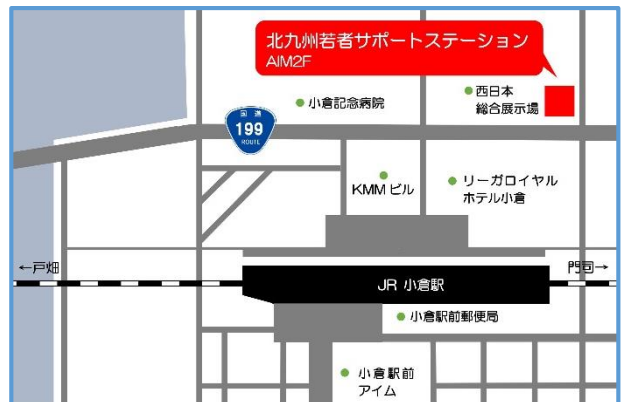 北九州若者サポートステーション
AIM2F
小倉記念病院
西日本
総合展示場
国道
199
ROUTE
KMM ビル
リーガロイヤル
ホテル小倉
←戸畑
門司→
JR 小倉駅
小倉駅前郵便局
小倉駅前
アイム